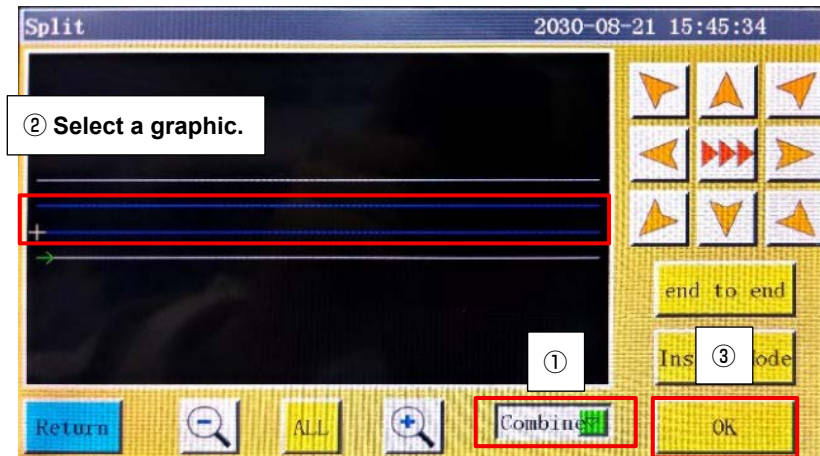 Split 2030-08-21 15:45:34
② Select a graphic.
end to end
①
Ins ③ ode
Return ALL Combine OK